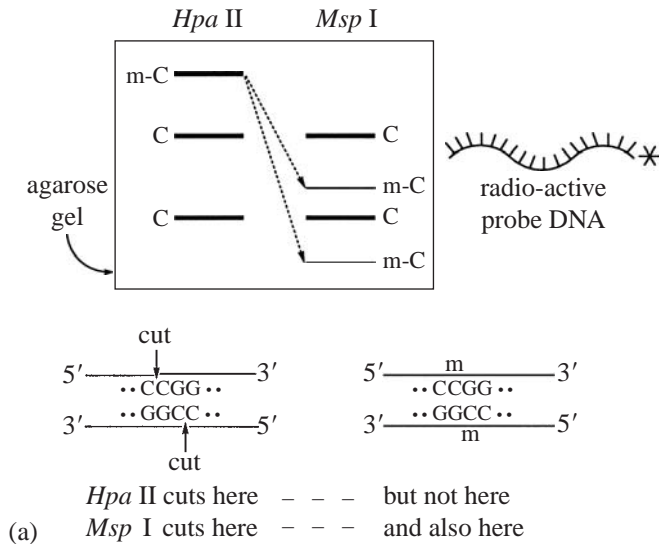 Hpa II Msp I
m-C
C C
m-C
C C
m-C
agarose
gel
radio-active
probe DNA
cut
5′ 3′
··CCGG··
··GGCC··
3′ 5′
cut
m
5′ 3′
··CCGG··
··GGCC··
3′ 5′
m
Hpa II cuts here – – – but not here
(a) Msp I cuts here – – – and also here